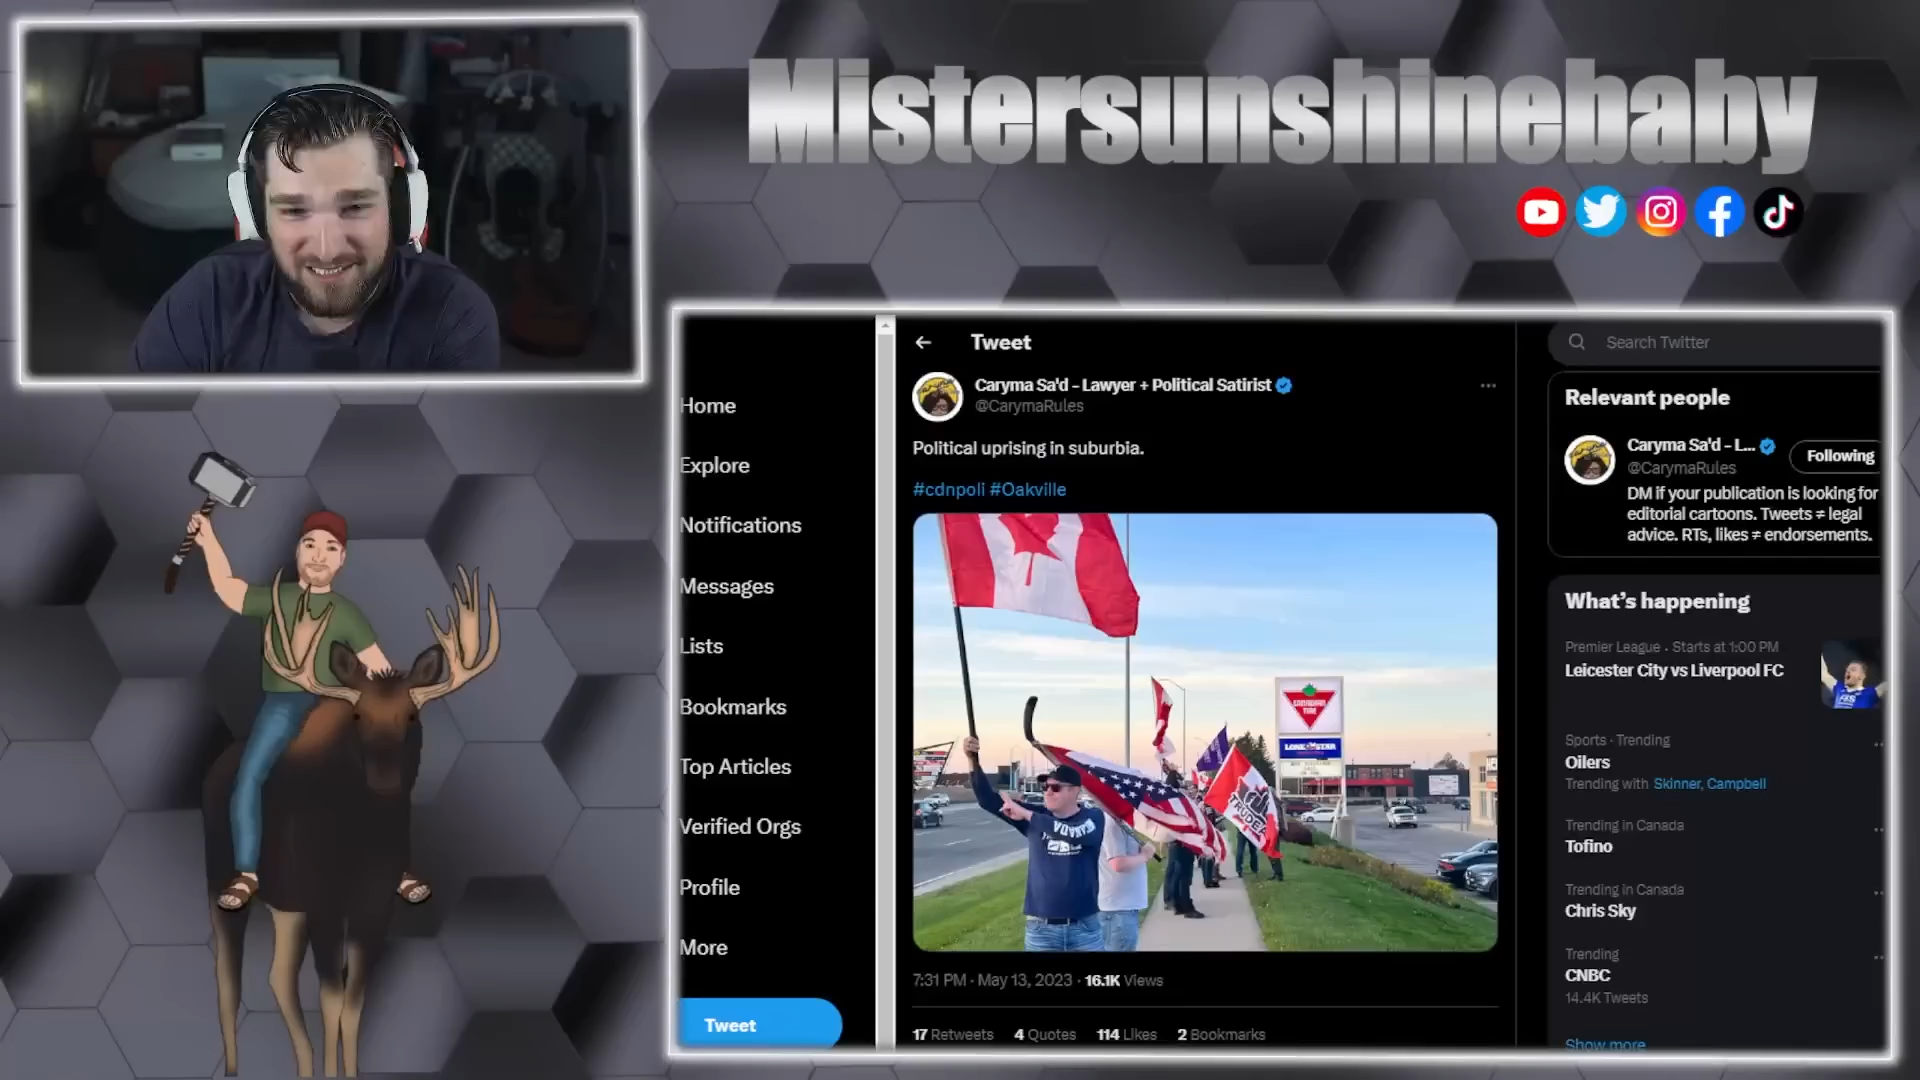 Mistersunshinebaby
Home
Explore
Notifications
Messages
Lists
Bookmarks
Top Articles
Verified Orgs
Profile
More
Tweet
Tweet
Caryma Sa'd - Lawyer + Political Satirist
@CarymaRules
Political uprising in suburbia.
#cdnpoli #Oakville
CANADIAN
TIRE
LONE STAR
TRUDEAU
7:31 PM · May 13, 2023 · 16.1K Views
17 Retweets 4 Quotes 114 Likes 2 Bookmarks
Search Twitter
Relevant people
Caryma Sa'd - L...
@CarymaRules
Following
DM if your publication is looking for
editorial cartoons. Tweets ≠ legal
advice. RTs, likes ≠ endorsements.
What's happening
Premier League · Starts at 1:00 PM
Leicester City vs Liverpool FC
Sports · Trending
Oilers
Trending with Skinner, Campbell
Trending in Canada
Tofino
Trending in Canada
Chris Sky
Trending
CNBC
14.4K Tweets
Show more